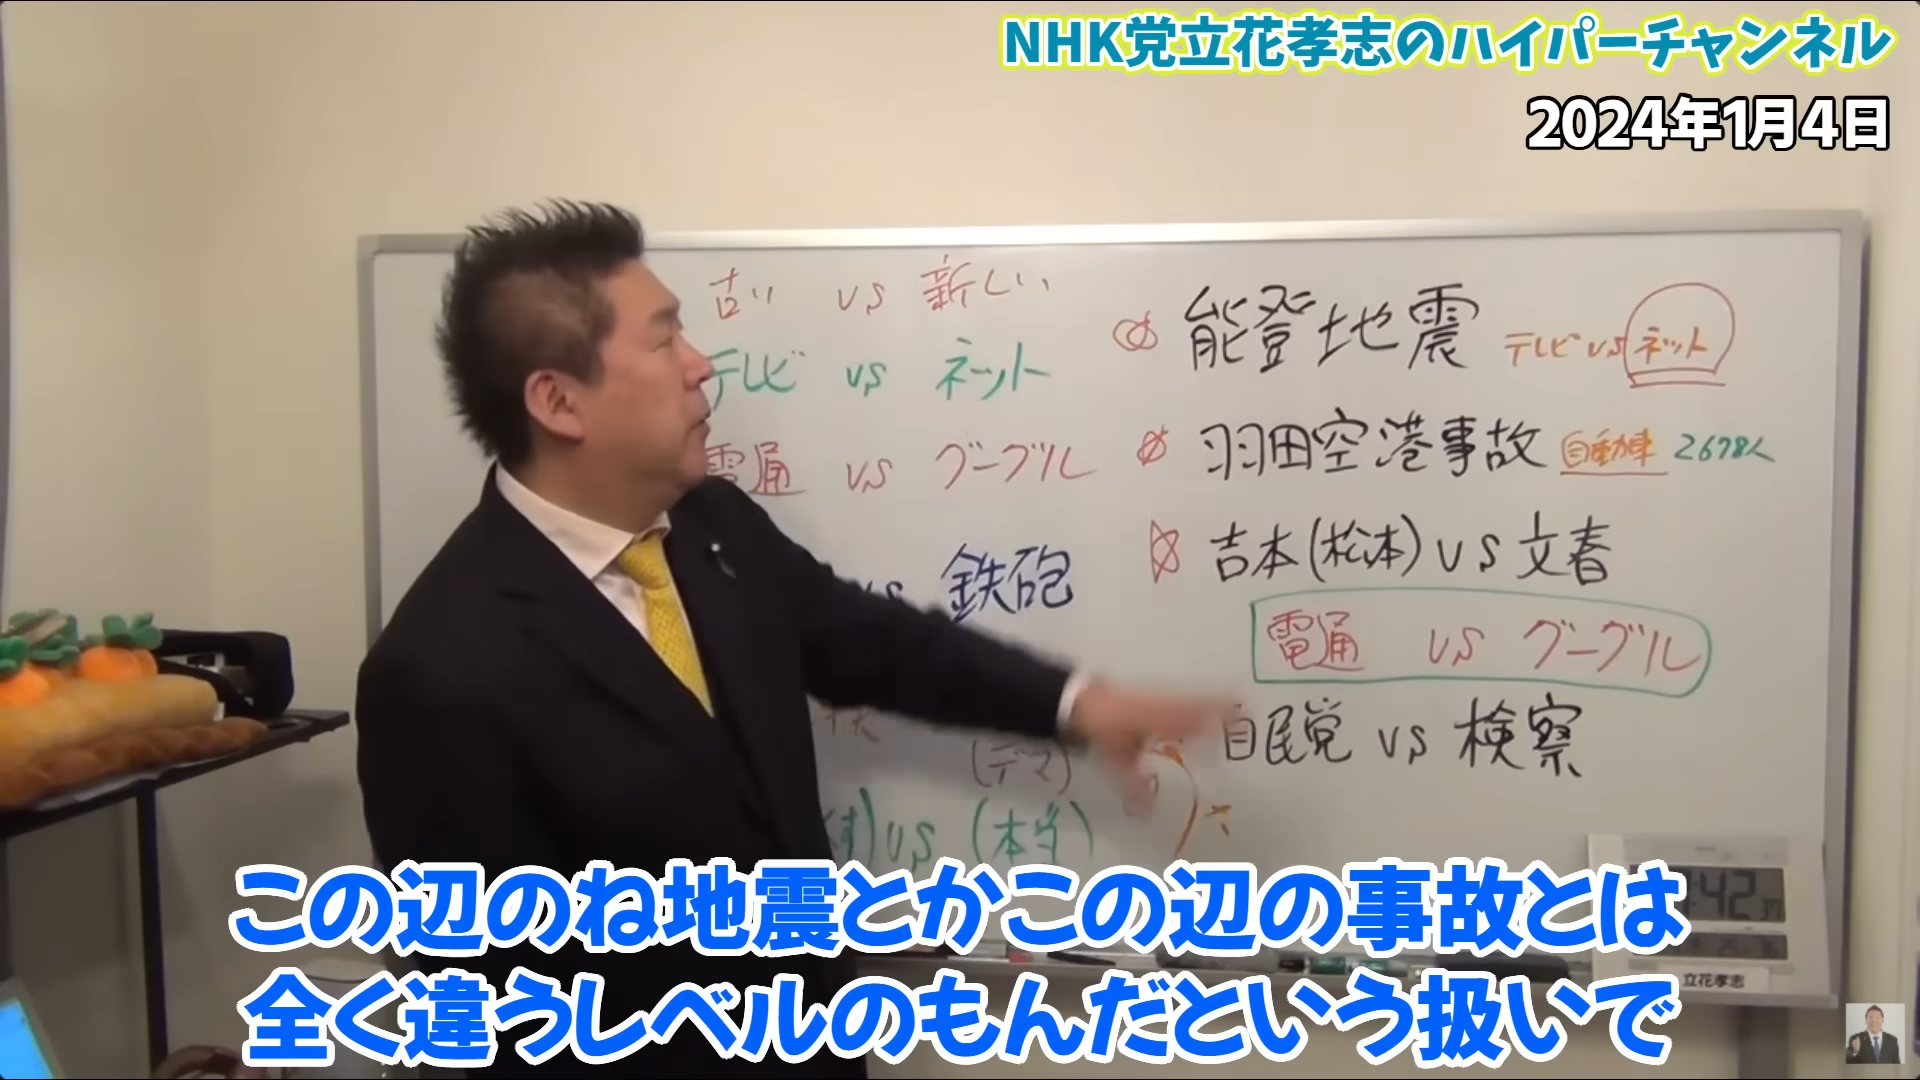 NHK党立花孝志のハイパーチャンネル
2024年1月4日
古い vs 新しい
テレビ vs ネット
電通 vs グーグル
vs 鉄砲
(デマ)
vs (本当)
能登地震 テレビ vs ネット
羽田空港事故 自動車 2678人
吉本(松本) vs 文春
電通 vs グーグル
自民党 vs 検察
42
立花孝志
この辺のね地震とかこの辺の事故とは
全く違うレベルのもんだという扱いで